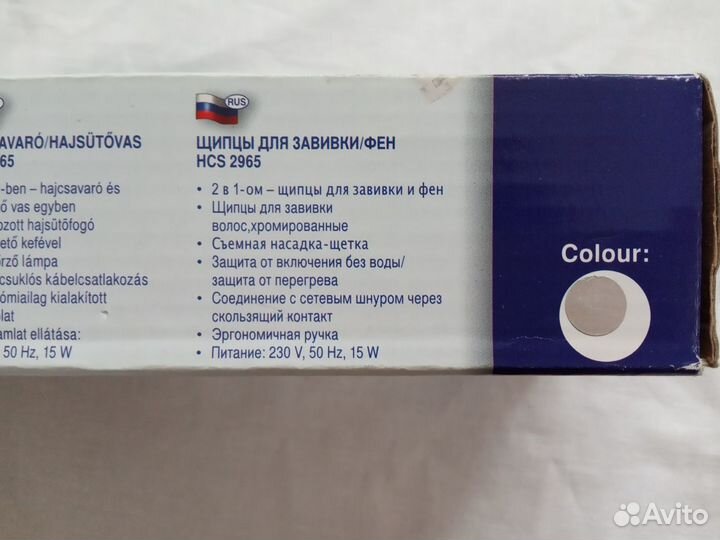 AVARÓ/HAJSÜTŐVAS
65
-ben – hajcsavaró és
ő vas egyben
ozott hajsütőfogó
ető kefével
rző lámpa
csuklós kábelcsatlakozás
ómiailag kialakított
lat
amlat ellátása:
50 Hz, 15 W
RUS
ЩИПЦЫ ДЛЯ ЗАВИВКИ/ФЕН
HCS 2965
• 2 в 1-ом – щипцы для завивки и фен
• Щипцы для завивки
волос,хромированные
• Съемная насадка-щетка
• Защита от включения без воды/
защита от перегрева
• Соединение с сетевым шнуром через
скользящий контакт
• Эргономичная ручка
• Питание: 230 V, 50 Hz, 15 W
Colour:
Avito